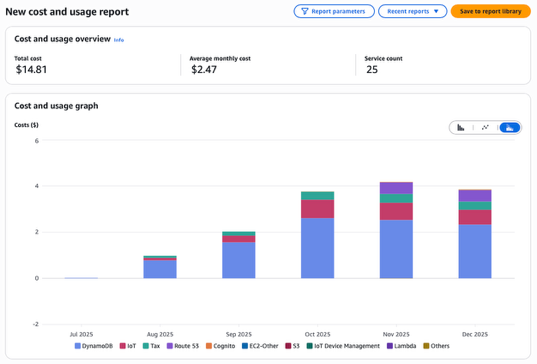 New cost and usage report
Report parameters
Recent reports
Save to report library
Cost and usage overview Info
Total cost
$14.81
Average monthly cost
$2.47
Service count
25
Cost and usage graph
Costs ($)
6
4
2
0
-2
Jul 2025 Aug 2025 Sep 2025 Oct 2025 Nov 2025 Dec 2025
DynamoDB IoT Tax Route 53 Cognito EC2-Other S3 IoT Device Management Lambda Others